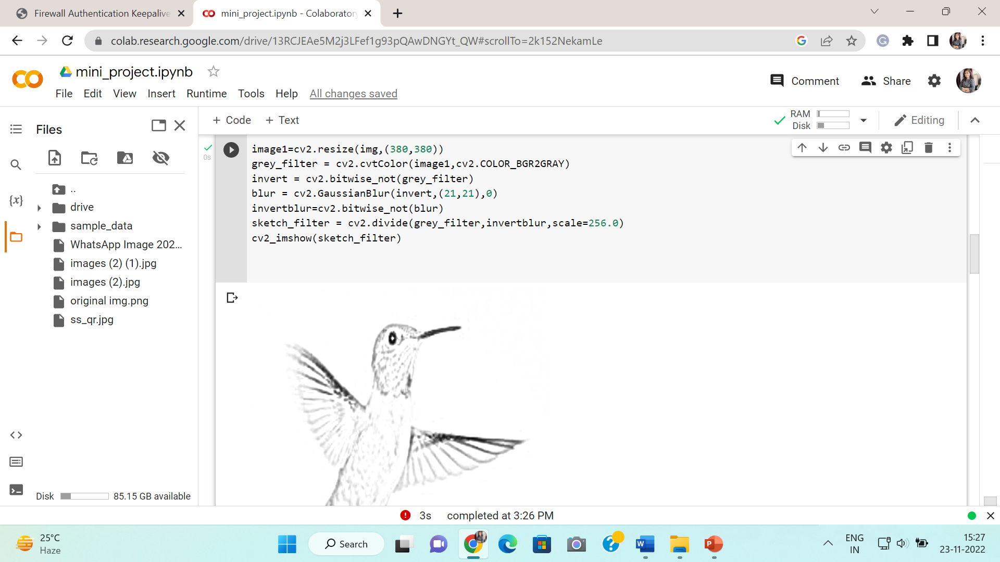 Firewall Authentication Keepalive
mini_project.ipynb - Colaboratory
colab.research.google.com/drive/13RCJEAe5M2j3LFef1g93pQAwDNGYt_QW#scrollTo=2k152NekamLe
mini_project.ipynb
Comment
Share
File Edit View Insert Runtime Tools Help All changes saved
Files
+ Code + Text
RAM
Disk
Editing
0s
image1=cv2.resize(img,(380,380))
grey_filter = cv2.cvtColor(image1,cv2.COLOR_BGR2GRAY)
invert = cv2.bitwise_not(grey_filter)
blur = cv2.GaussianBlur(invert,(21,21),0)
invertblur=cv2.bitwise_not(blur)
sketch_filter = cv2.divide(grey_filter,invertblur,scale=256.0)
cv2_imshow(sketch_filter)
{x}
..
drive
sample_data
WhatsApp Image 202...
images (2) (1).jpg
images (2).jpg
original img.png
ss_qr.jpg
Disk 85.15 GB available
3s completed at 3:26 PM
25°C
Haze
Search
ENG
IN
15:27
23-11-2022